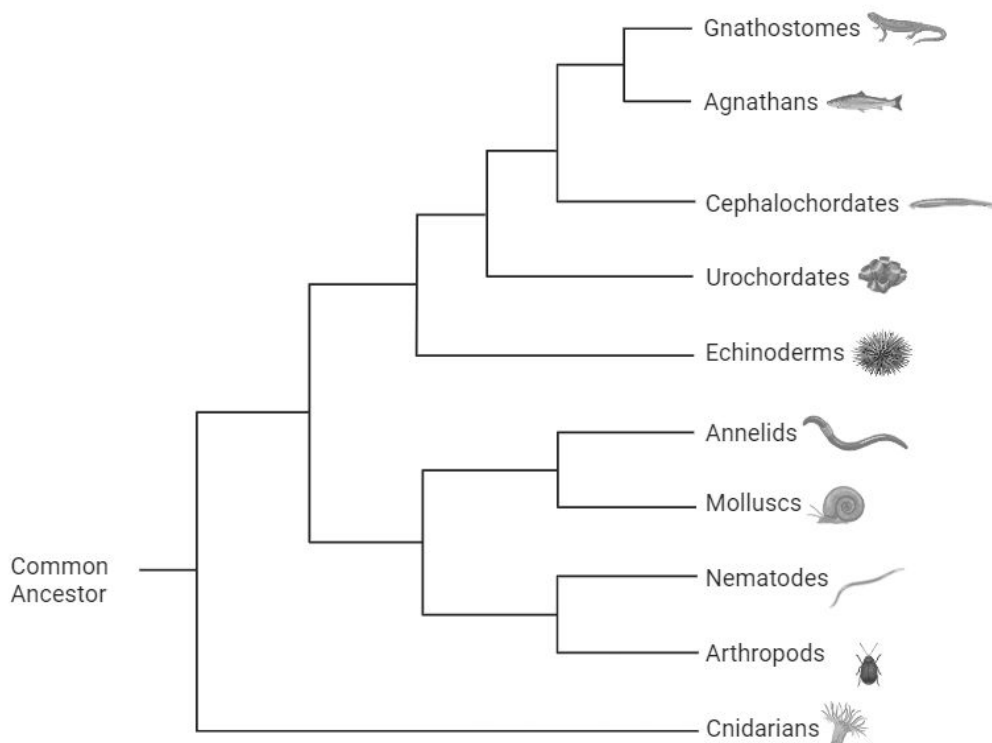 Gnathostomes
Agnathans
Cephalochordates
Urochordates
Echinoderms
Annelids
Molluscs
Nematodes
Common
Ancestor
Arthropods
Cnidarians